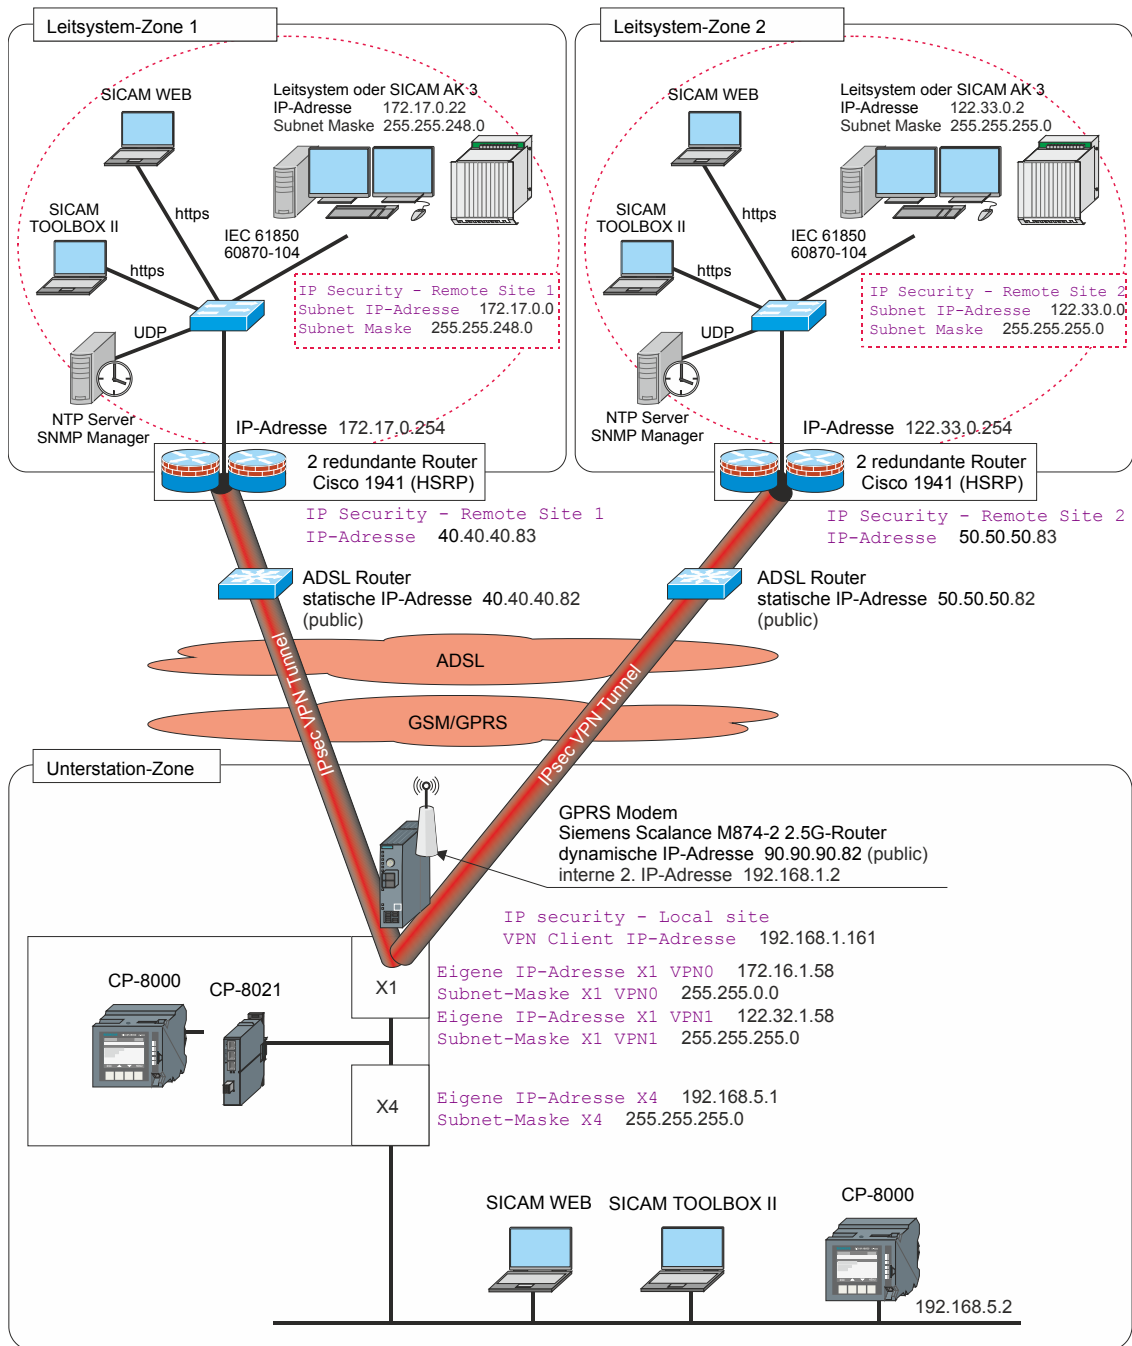 Leitsystem-Zone 1
SICAM WEB
Leitsystem oder SICAM AK 3
IP-Adresse 172.17.0.22
Subnet Maske 255.255.248.0
SICAM
TOOLBOX II
https
https
IEC 61850
60870-104
UDP
IP Security - Remote Site 1
Subnet IP-Adresse 172.17.0.0
Subnet Maske 255.255.248.0
NTP Server
SNMP Manager
IP-Adresse 172.17.0.254
2 redundante Router
Cisco 1941 (HSRP)
IP Security - Remote Site 1
IP-Adresse 40.40.40.83
ADSL Router
statische IP-Adresse 40.40.40.82
(public)
Leitsystem-Zone 2
SICAM WEB
Leitsystem oder SICAM AK 3
IP-Adresse 122.33.0.2
Subnet Maske 255.255.255.0
SICAM
TOOLBOX II
https
https
IEC 61850
60870-104
UDP
IP Security - Remote Site 2
Subnet IP-Adresse 122.33.0.0
Subnet Maske 255.255.255.0
NTP Server
SNMP Manager
IP-Adresse 122.33.0.254
2 redundante Router
Cisco 1941 (HSRP)
IP Security - Remote Site 2
IP-Adresse 50.50.50.83
ADSL Router
statische IP-Adresse 50.50.50.82
(public)
ADSL
GSM/GPRS
IPsec VPN Tunnel
IPsec VPN Tunnel
Unterstation-Zone
GPRS Modem
Siemens Scalance M874-2 2.5G-Router
dynamische IP-Adresse 90.90.90.82 (public)
interne 2. IP-Adresse 192.168.1.2
IP security - Local site
VPN Client IP-Adresse 192.168.1.161
CP-8000
CP-8021
X1
Eigene IP-Adresse X1 VPN0 172.16.1.58
Subnet-Maske X1 VPN0 255.255.0.0
Eigene IP-Adresse X1 VPN1 122.32.1.58
Subnet-Maske X1 VPN1 255.255.255.0
X4
Eigene IP-Adresse X4 192.168.5.1
Subnet-Maske X4 255.255.255.0
SICAM WEB
SICAM TOOLBOX II
CP-8000
192.168.5.2